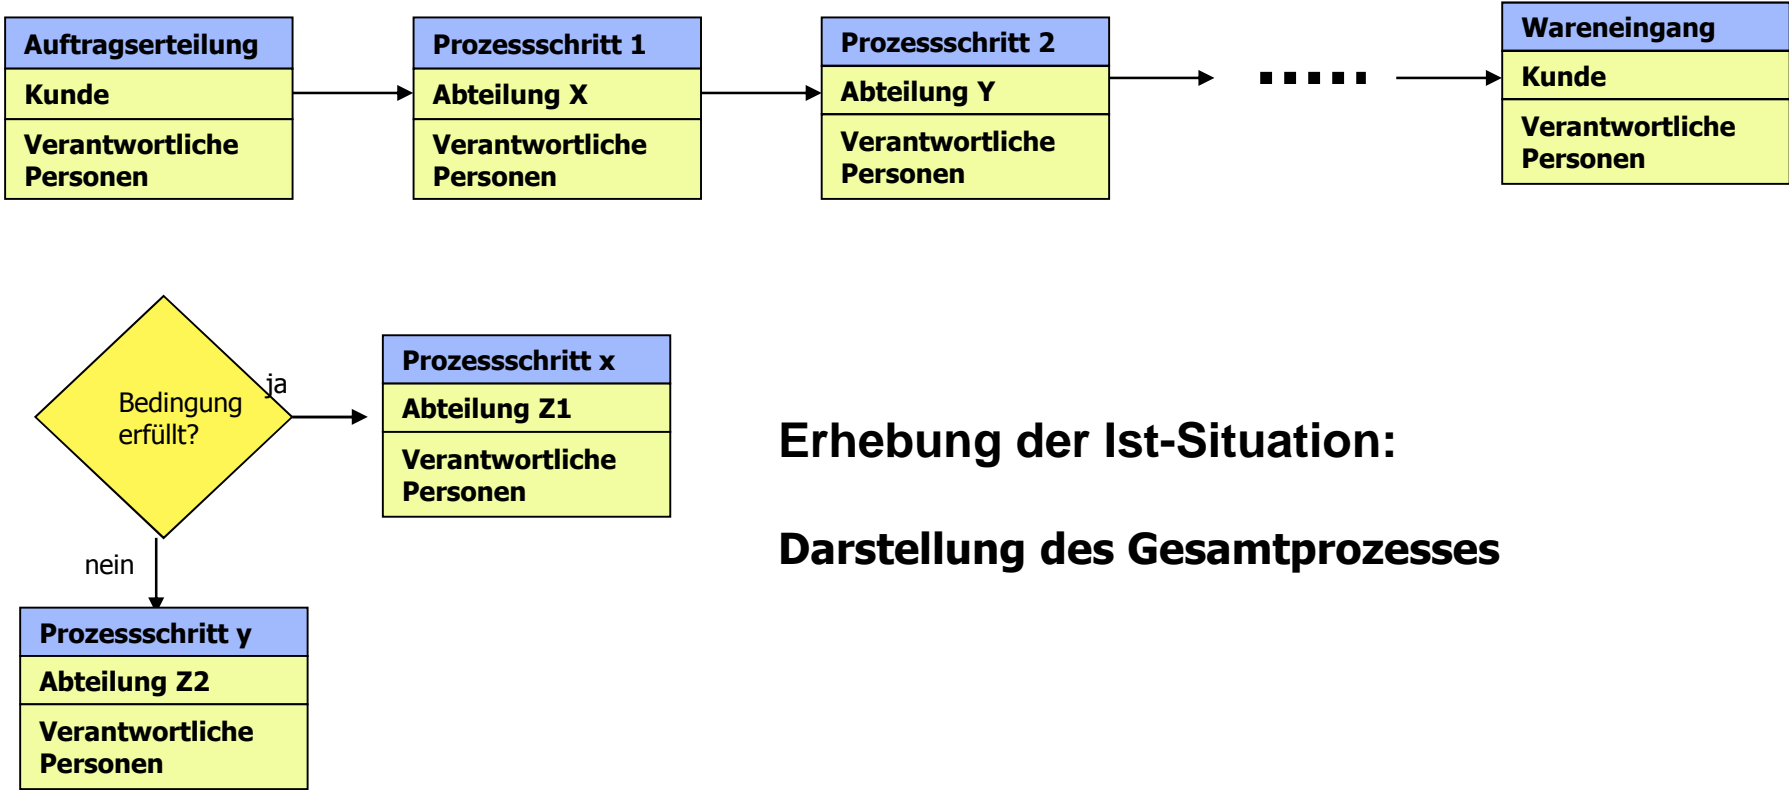 Auftragserteilung
Kunde
Verantwortliche
Personen
Prozessschritt 1
Abteilung X
Verantwortliche
Personen
Prozessschritt 2
Abteilung Y
Verantwortliche
Personen
Wareneingang
Kunde
Verantwortliche
Personen
Bedingung
erfüllt?
ja
nein
Prozessschritt x
Abteilung Z1
Verantwortliche
Personen
Prozessschritt y
Abteilung Z2
Verantwortliche
Personen
Erhebung der Ist-Situation:
Darstellung des Gesamtprozesses